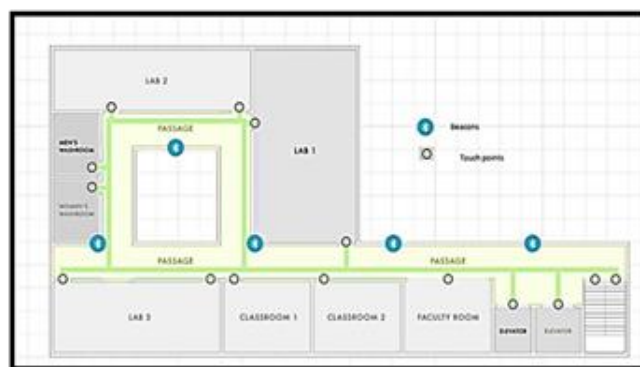 LAB 2
MEN'S
WASHROOM
PASSAGE
LAB 1
Beacons
Touch points
WOMEN'S
WASHROOM
PASSAGE
PASSAGE
LAB 3
CLASSROOM 1
CLASSROOM 2
FACULTY ROOM
ELEVATOR
ELEVATOR